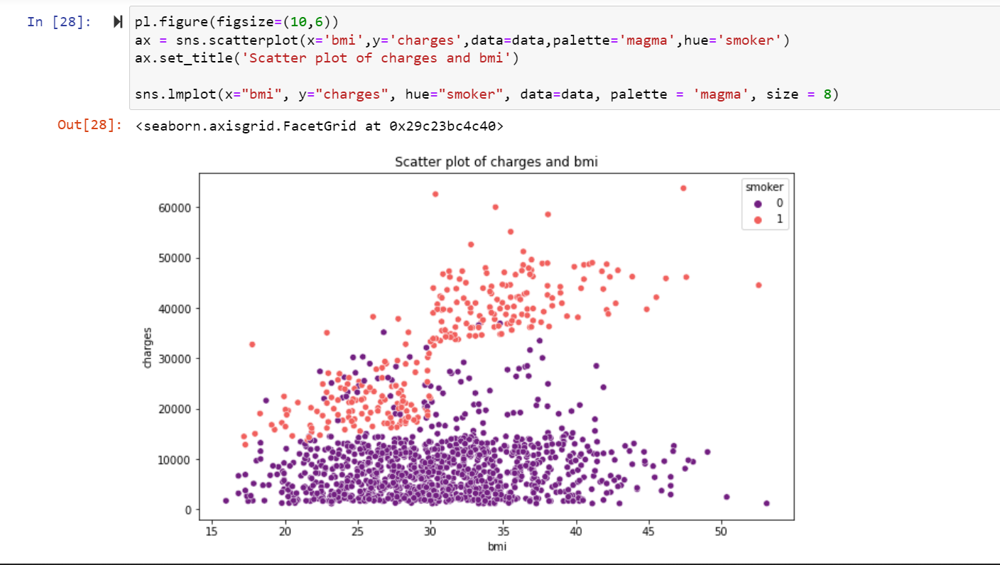 In [28]:
pl.figure(figsize=(10,6))
ax = sns.scatterplot(x='bmi',y='charges',data=data,palette='magma',hue='smoker')
ax.set_title('Scatter plot of charges and bmi')
sns.lmplot(x="bmi", y="charges", hue="smoker", data=data, palette = 'magma', size = 8)
Out[28]: <seaborn.axisgrid.FacetGrid at 0x29c23bc4c40>
Scatter plot of charges and bmi
smoker
0
1
60000
50000
40000
30000
20000
10000
0
charges
15 20 25 30 35 40 45 50
bmi